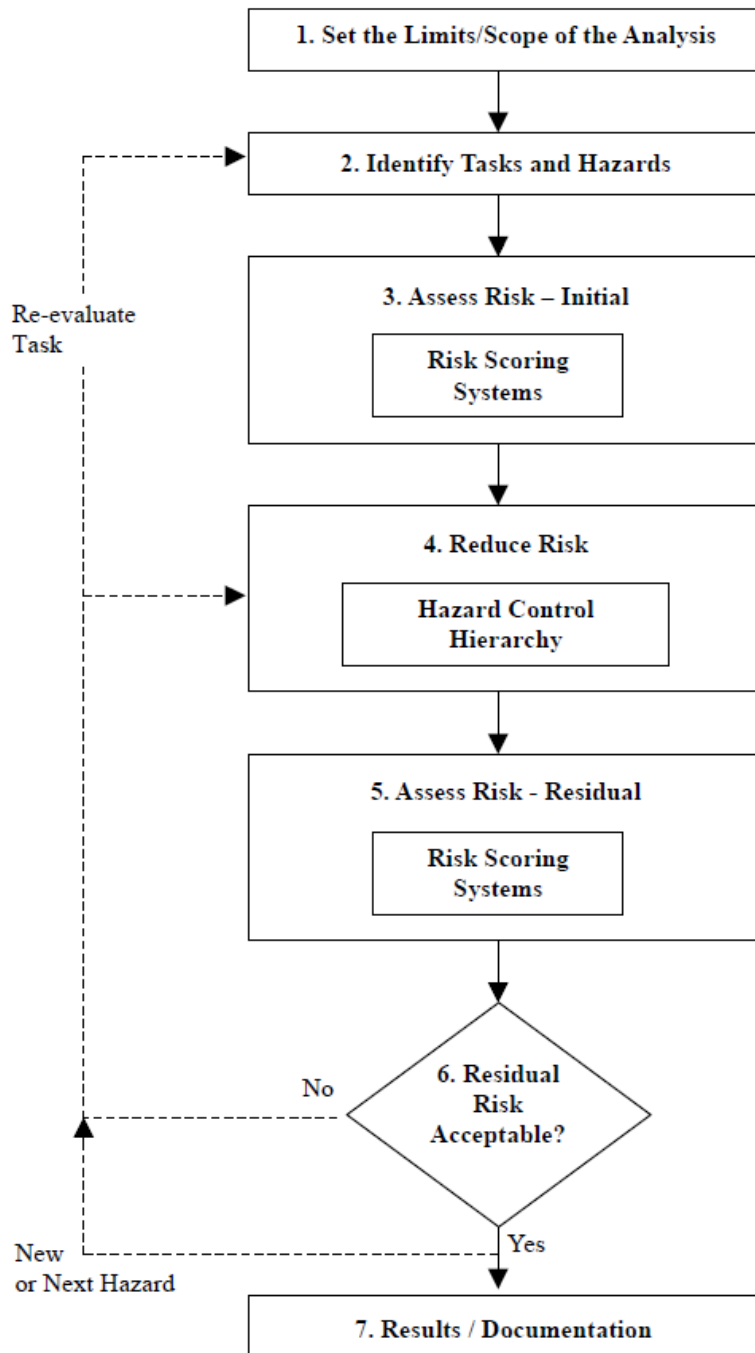 1. Set the Limits/Scope of the Analysis
2. Identify Tasks and Hazards
3. Assess Risk – Initial
Re-evaluate
Task
Risk Scoring
Systems
4. Reduce Risk
Hazard Control
Hierarchy
5. Assess Risk - Residual
Risk Scoring
Systems
No
6. Residual
Risk
Acceptable?
Yes
New
or Next Hazard
7. Results / Documentation